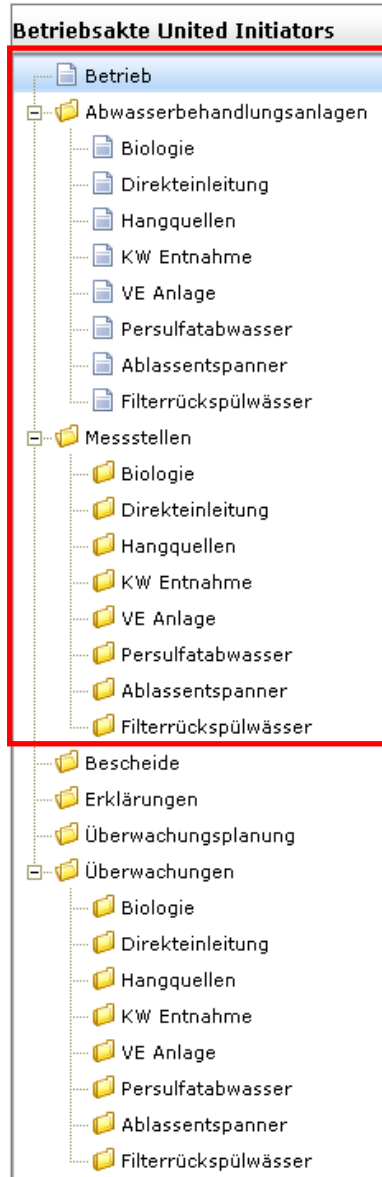 Betriebsakte United Initiators
Betrieb
Abwasserbehandlungsanlagen
Biologie
Direkteinleitung
Hangquellen
KW Entnahme
VE Anlage
Persulfatabwasser
Ablassentspanner
Filterrückspülwässer
Messstellen
Biologie
Direkteinleitung
Hangquellen
KW Entnahme
VE Anlage
Persulfatabwasser
Ablassentspanner
Filterrückspülwässer
Bescheide
Erklärungen
Überwachungsplanung
Überwachungen
Biologie
Direkteinleitung
Hangquellen
KW Entnahme
VE Anlage
Persulfatabwasser
Ablassentspanner
Filterrückspülwässer